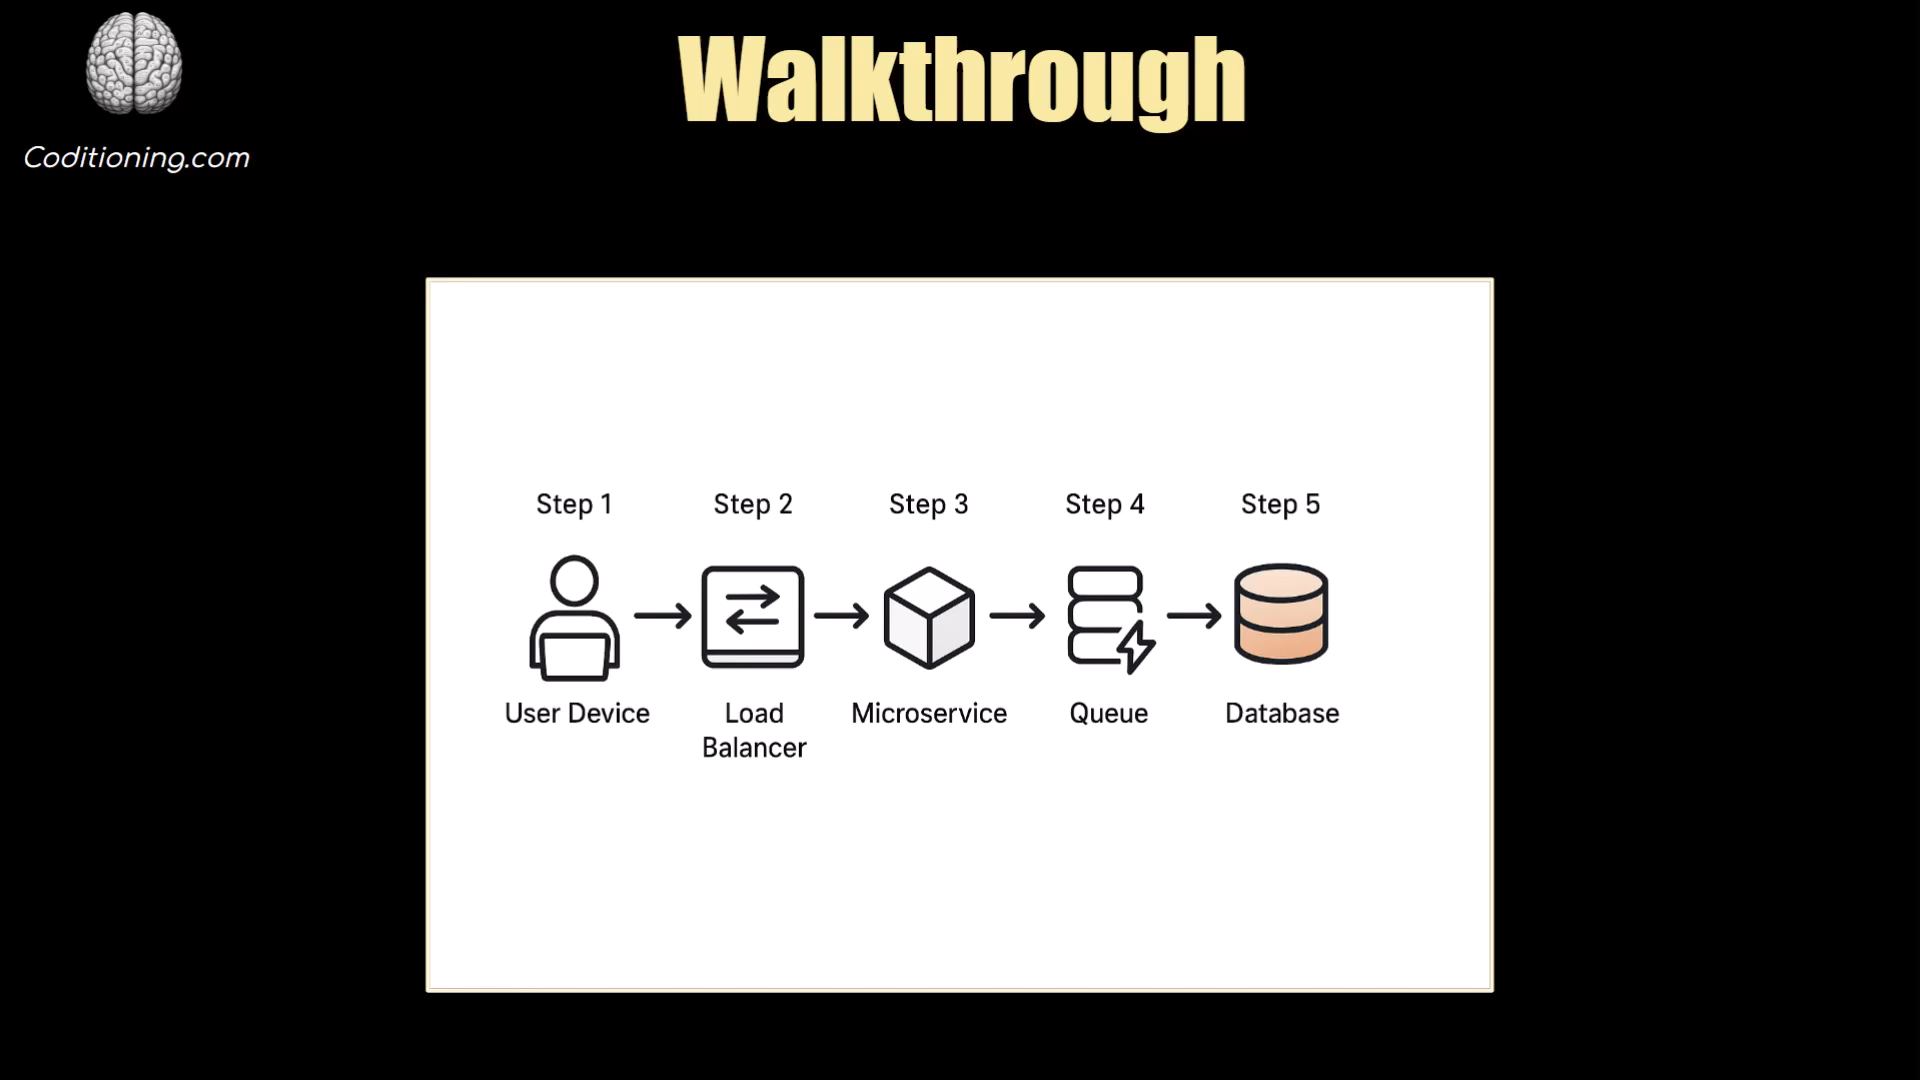 Walkthrough
Coditioning.com
Step 1
Step 2
Step 3
Step 4
Step 5
User Device
Load
Balancer
Microservice
Queue
Database